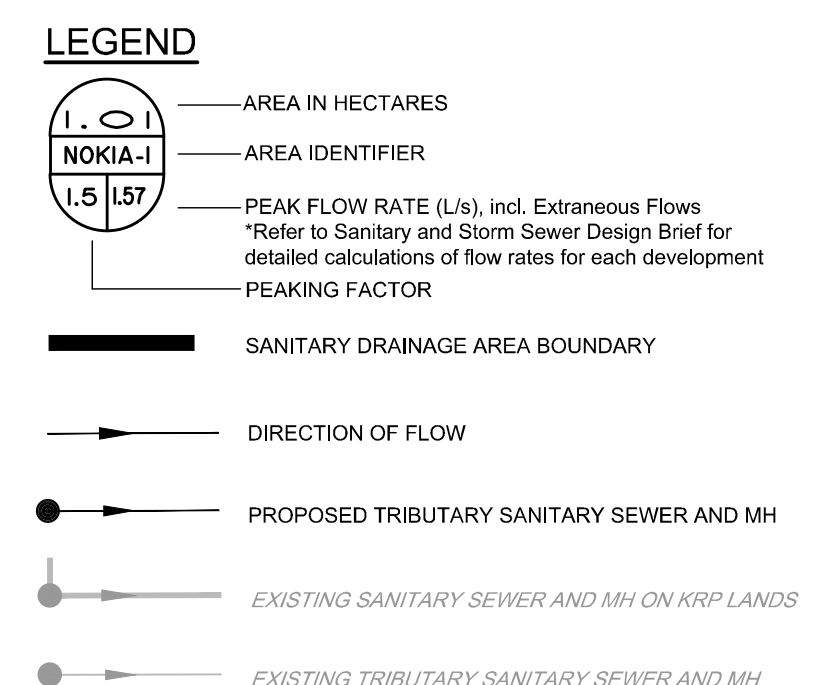 LEGEND
1.01
AREA IN HECTARES
NOKIA-1
AREA IDENTIFIER
1.5 1.57
PEAK FLOW RATE (L/s), incl. Extraneous Flows
*Refer to Sanitary and Storm Sewer Design Brief for
detailed calculations of flow rates for each development
PEAKING FACTOR
SANITARY DRAINAGE AREA BOUNDARY
DIRECTION OF FLOW
PROPOSED TRIBUTARY SANITARY SEWER AND MH
EXISTING SANITARY SEWER AND MH ON KRP LANDS
EXISTING TRIBUTARY SANITARY SEWER AND MH